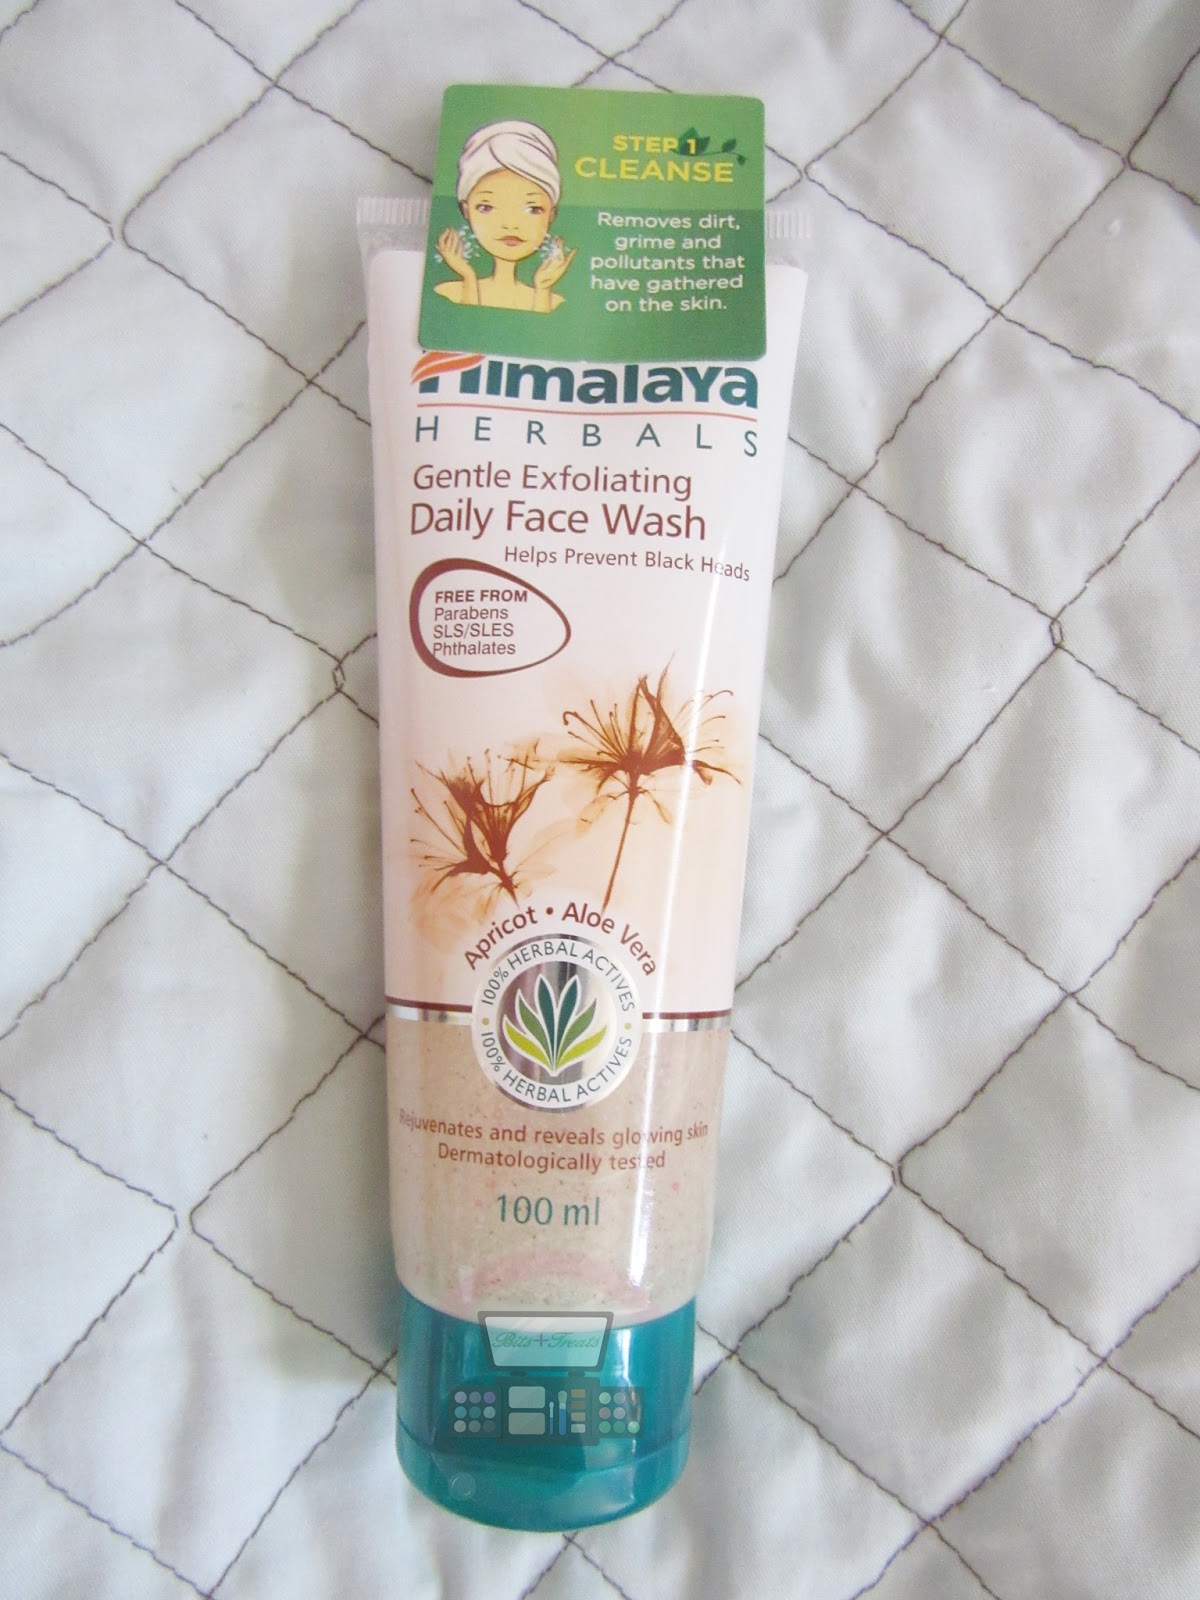 STEP 1
CLEANSE
Removes dirt,
grime and
pollutants that
have gathered
on the skin.
Himalaya
HERBALS
Gentle Exfoliating
Daily Face Wash
Helps Prevent Black Heads
FREE FROM
Parabens
SLS/SLES
Phthalates
Apricot • Aloe Vera
100% HERBAL ACTIVES
100% HERBAL ACTIVES
Rejuvenates and reveals glowing skin
Dermatologically tested
100 ml
Bits+Treats